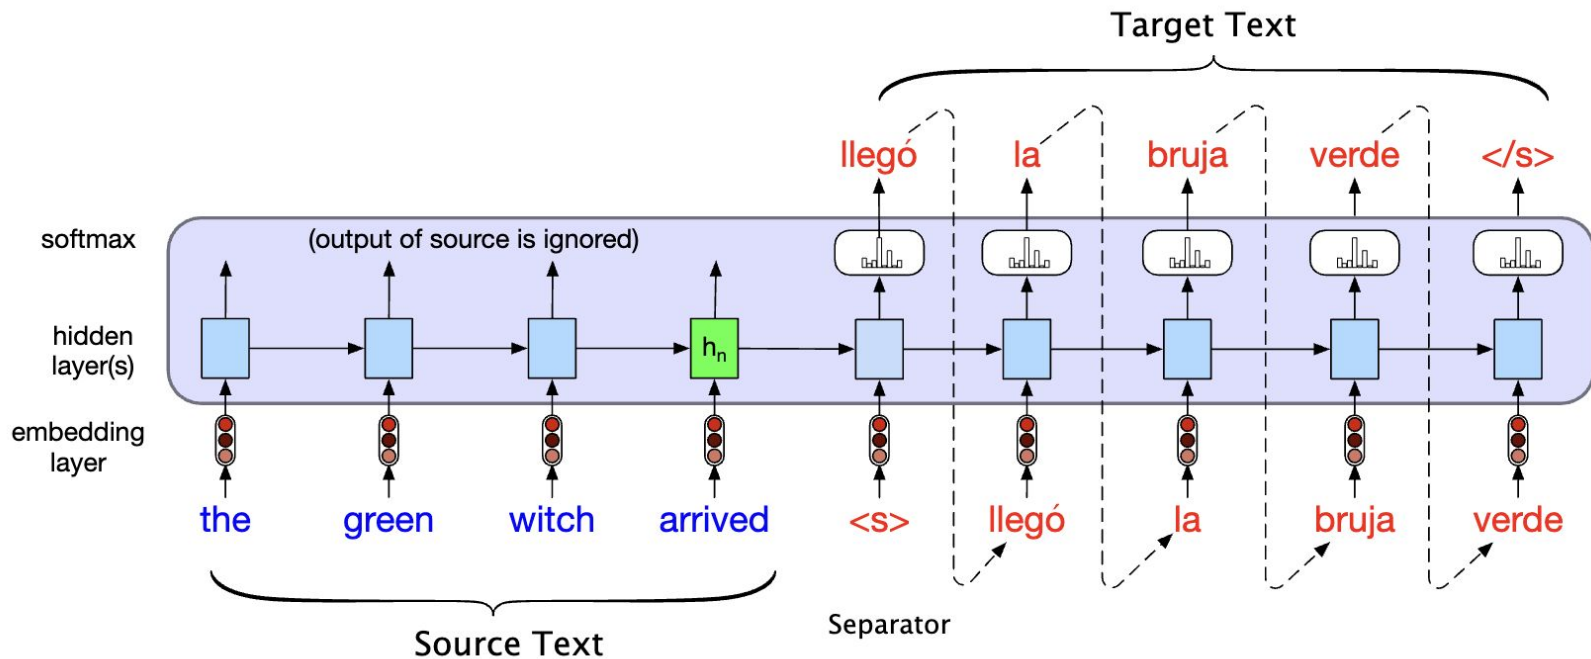 Target Text
llegó la bruja verde </s>
softmax
(output of source is ignored)
hidden
layer(s)
hn
embedding
layer
the green witch arrived <s> llegó la bruja verde
Separator
Source Text